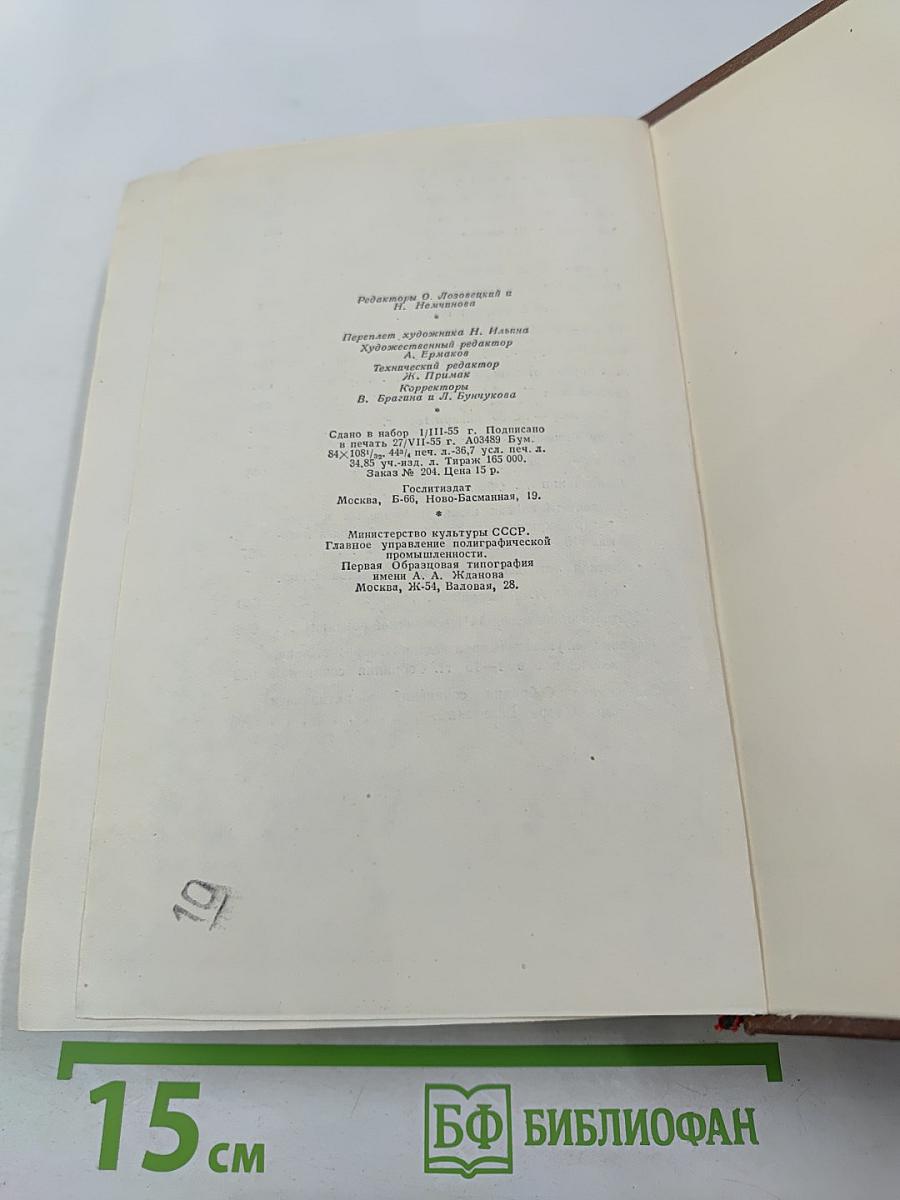 Редакторы О. Лозовецкий и
Н. Немчинова
*
Переплет художника Н. Ильина
Художественный редактор
А. Ермаков
Технический редактор
Ж. Примак
Корректоры
В. Брагина и Л. Бунчукова
*
Сдано в набор 1/III-55 г. Подписано
в печать 27/VII-55 г. А03489 Бум.
84×108¹/₃₂. 44³/₄ печ. л.-36,7 усл. печ. л.
34,85 уч.-изд. л. Тираж 165 000.
Заказ № 204. Цена 15 р.
Гослитиздат
Москва, Б-66, Ново-Басманная, 19.
*
Министерство культуры СССР.
Главное управление полиграфической
промышленности.
Первая Образцовая типография
имени А. А. Жданова
Москва, Ж-54, Валовая, 28.
10
15 см
БФ БИБЛИОФАН